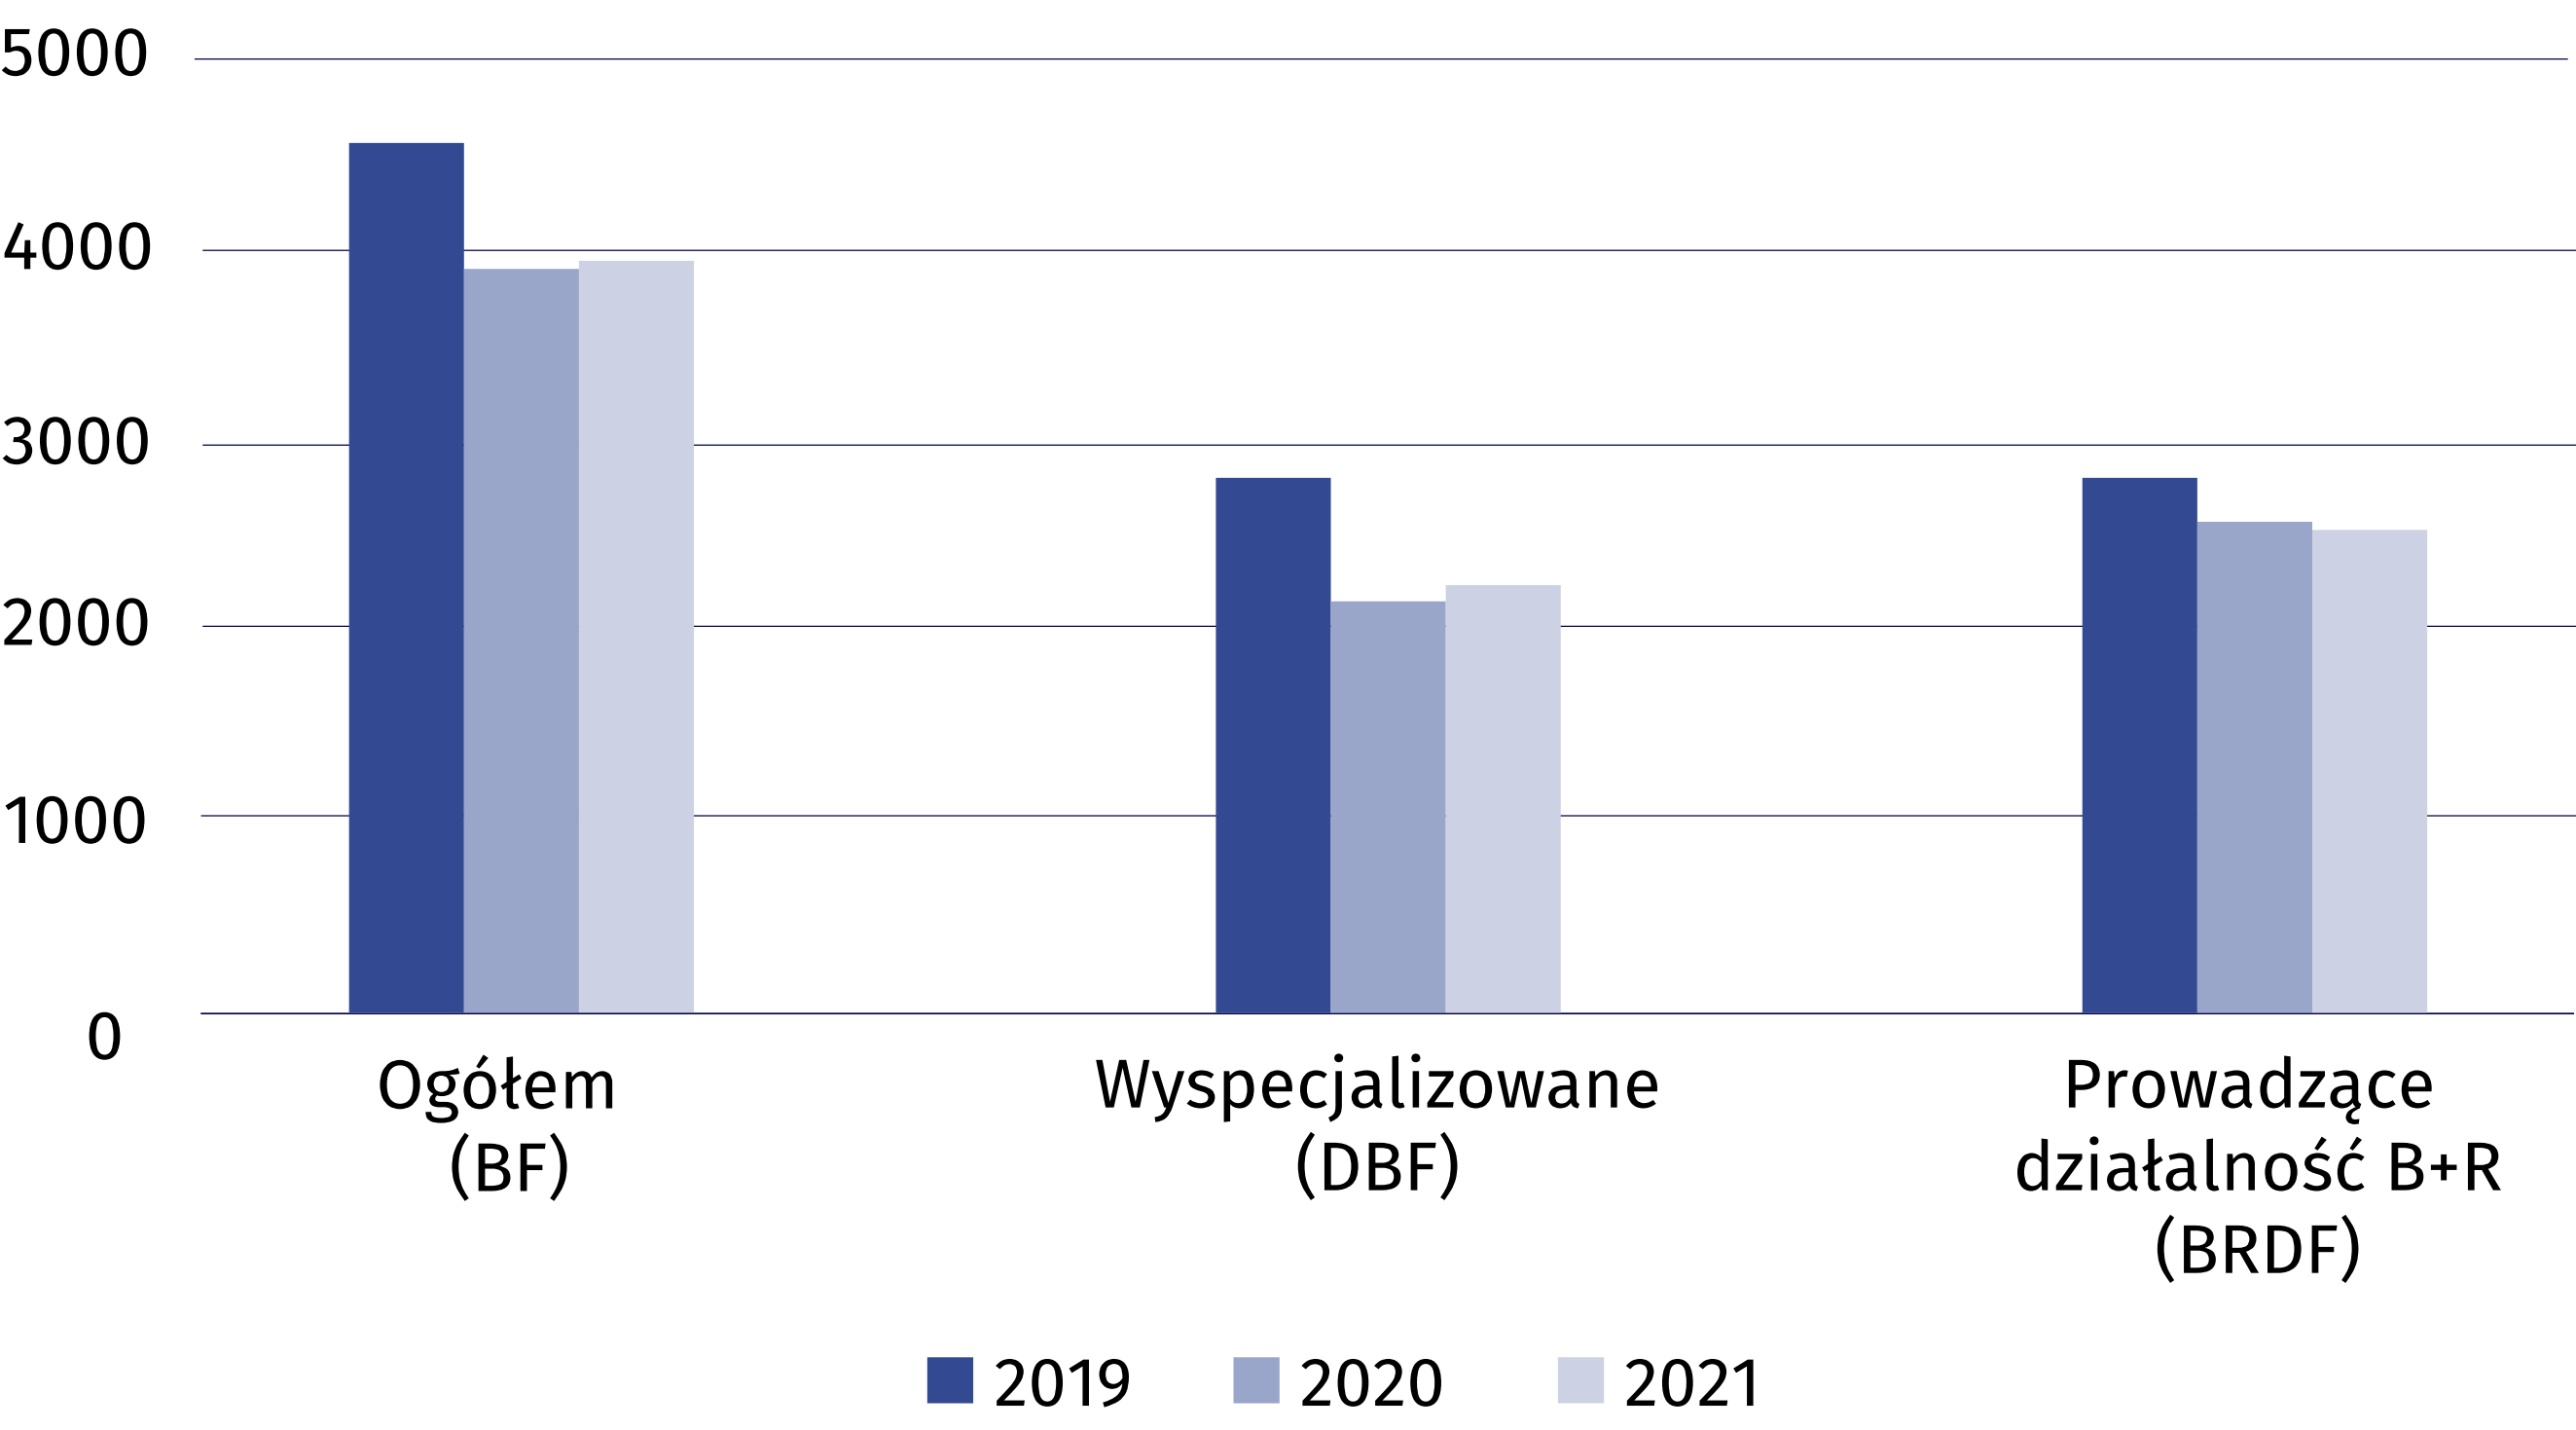 5000
4000
3000
2000
1000
0
Ogółem
(BF)
Wyspecjalizowane
(DBF)
Prowadzące
działalność B+R
(BRDF)
2019
2020
2021